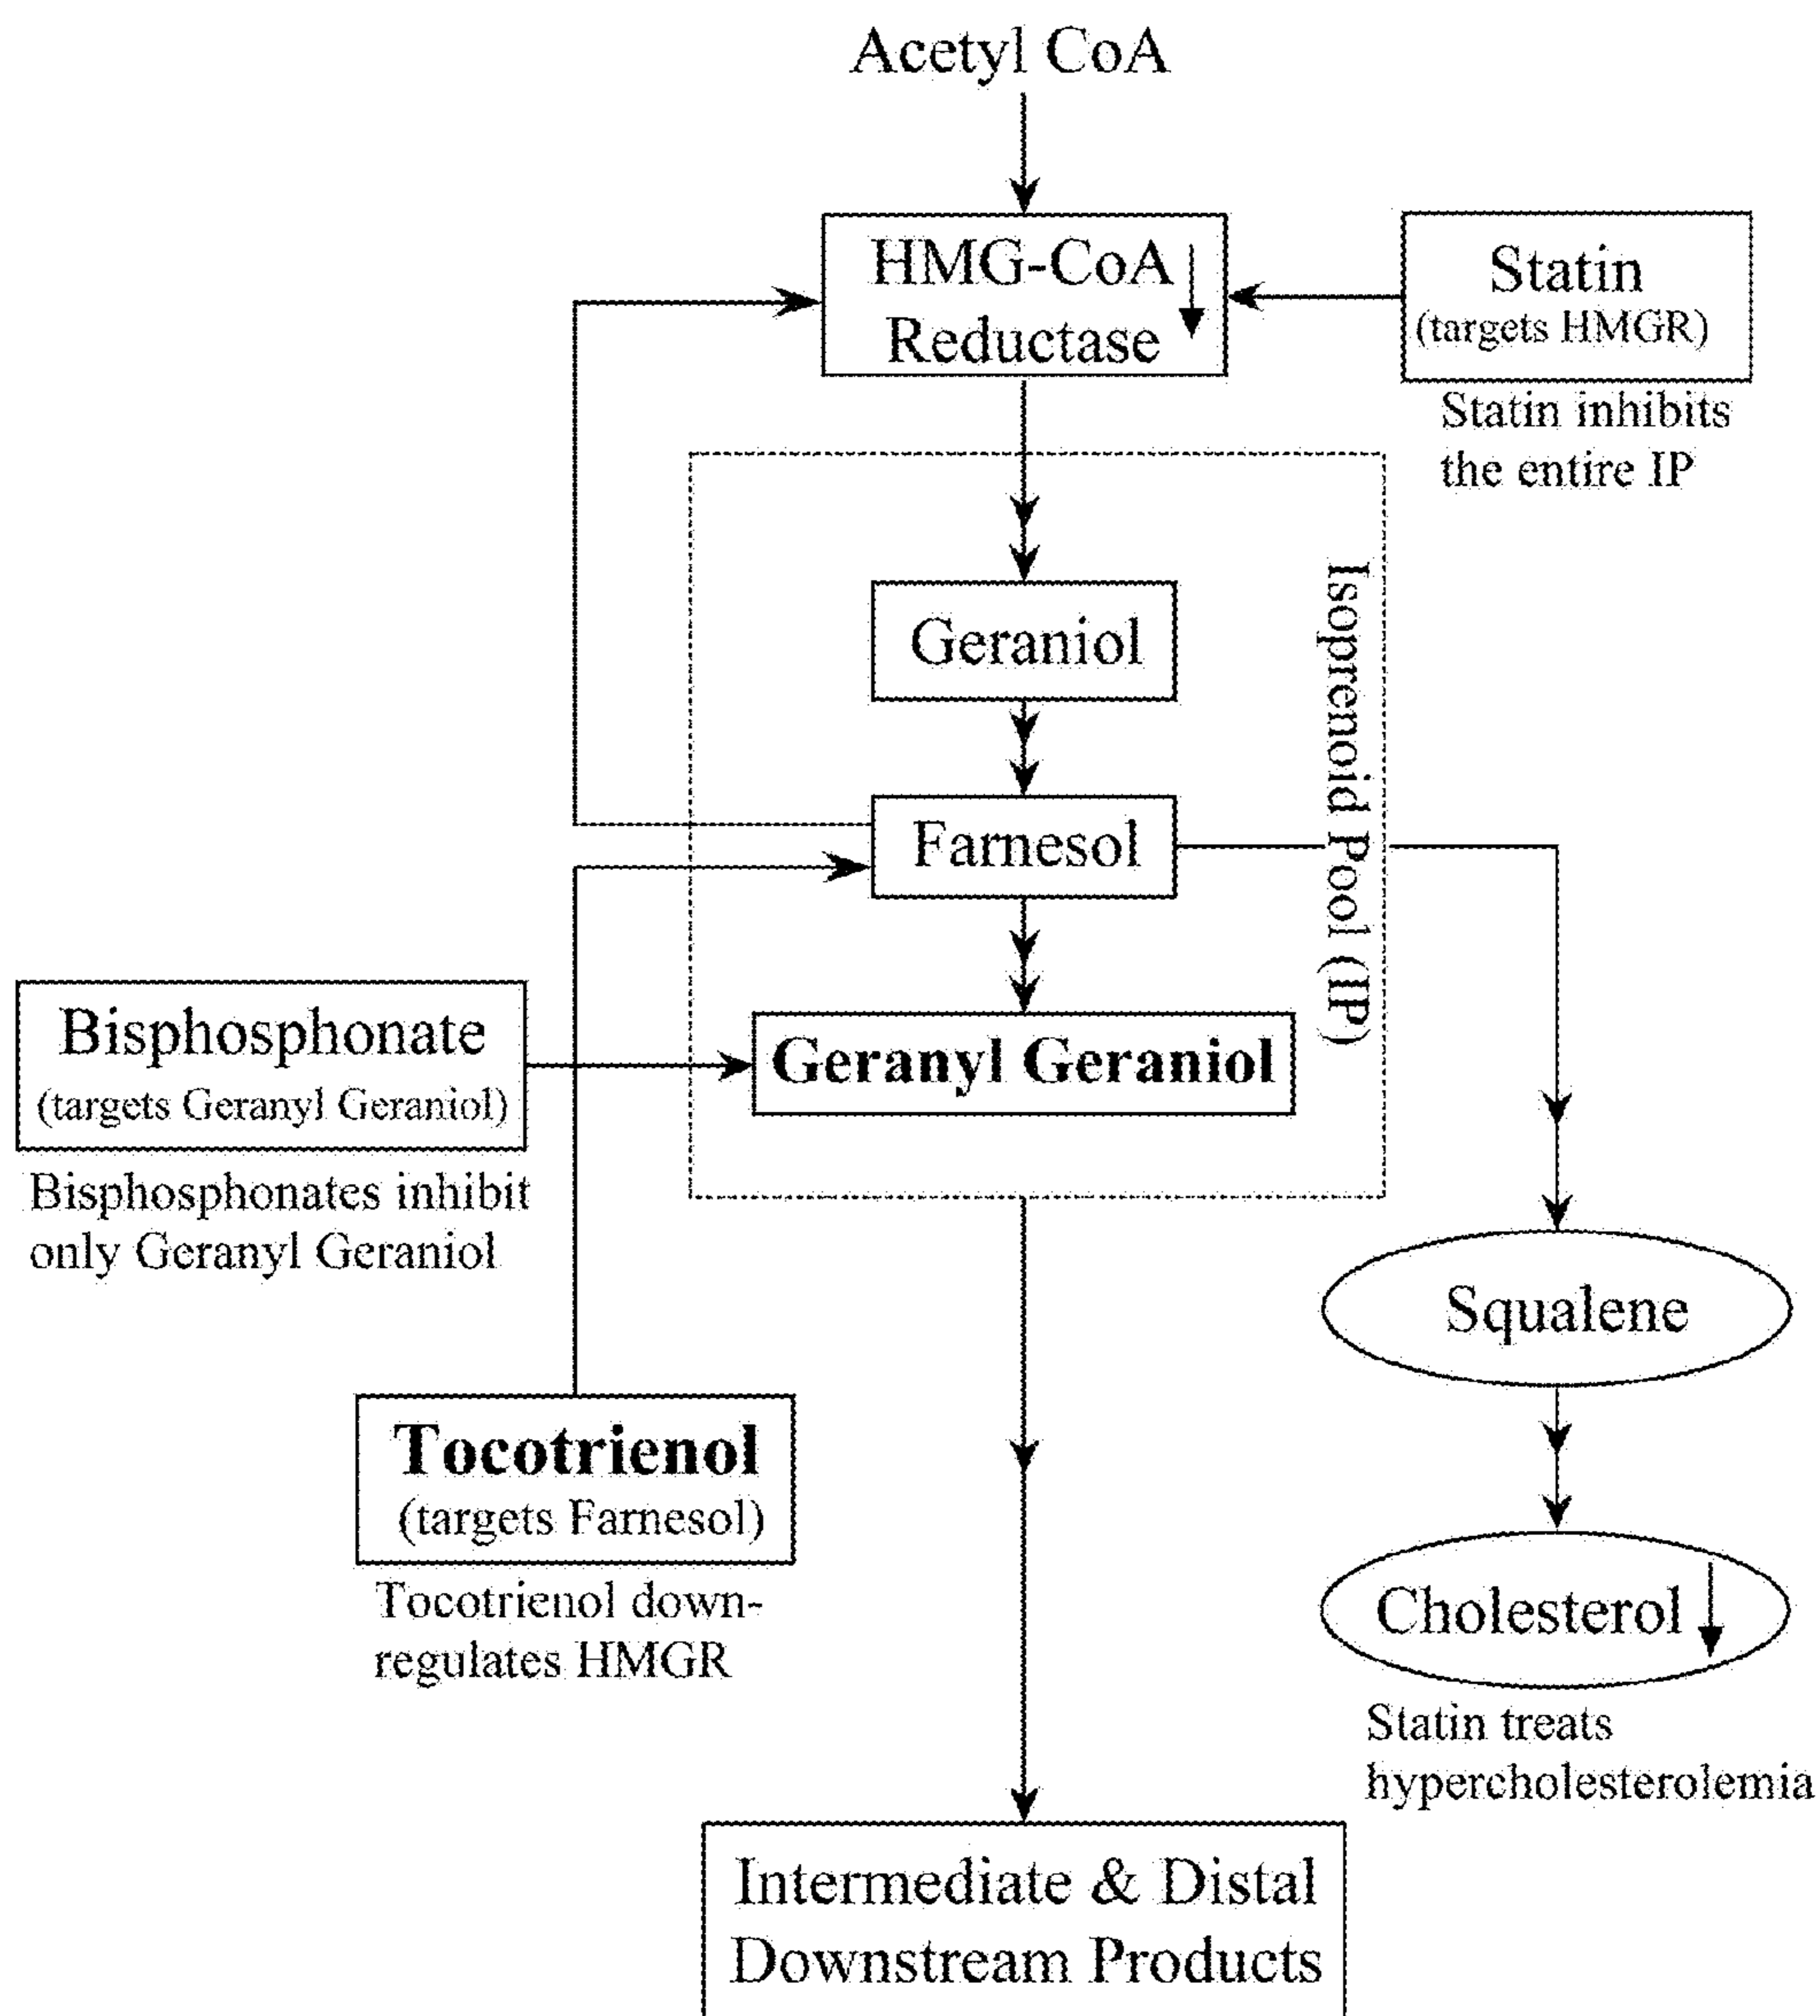 Acetyl CoA
HMG-CoA
Reductase
Statin
(targets HMGR)
Statin inhibits
the entire IP
Isoprenoid Pool (IP)
Geraniol
Farnesol
Geranyl Geraniol
Bisphosphonate
(targets Geranyl Geraniol)
Bisphosphonates inhibit
only Geranyl Geraniol
Squalene
Tocotrienol
(targets Farnesol)
Tocotrienol down-
regulates HMGR
Cholesterol
Statin treats
hypercholesterolemia
Intermediate & Distal
Downstream Products